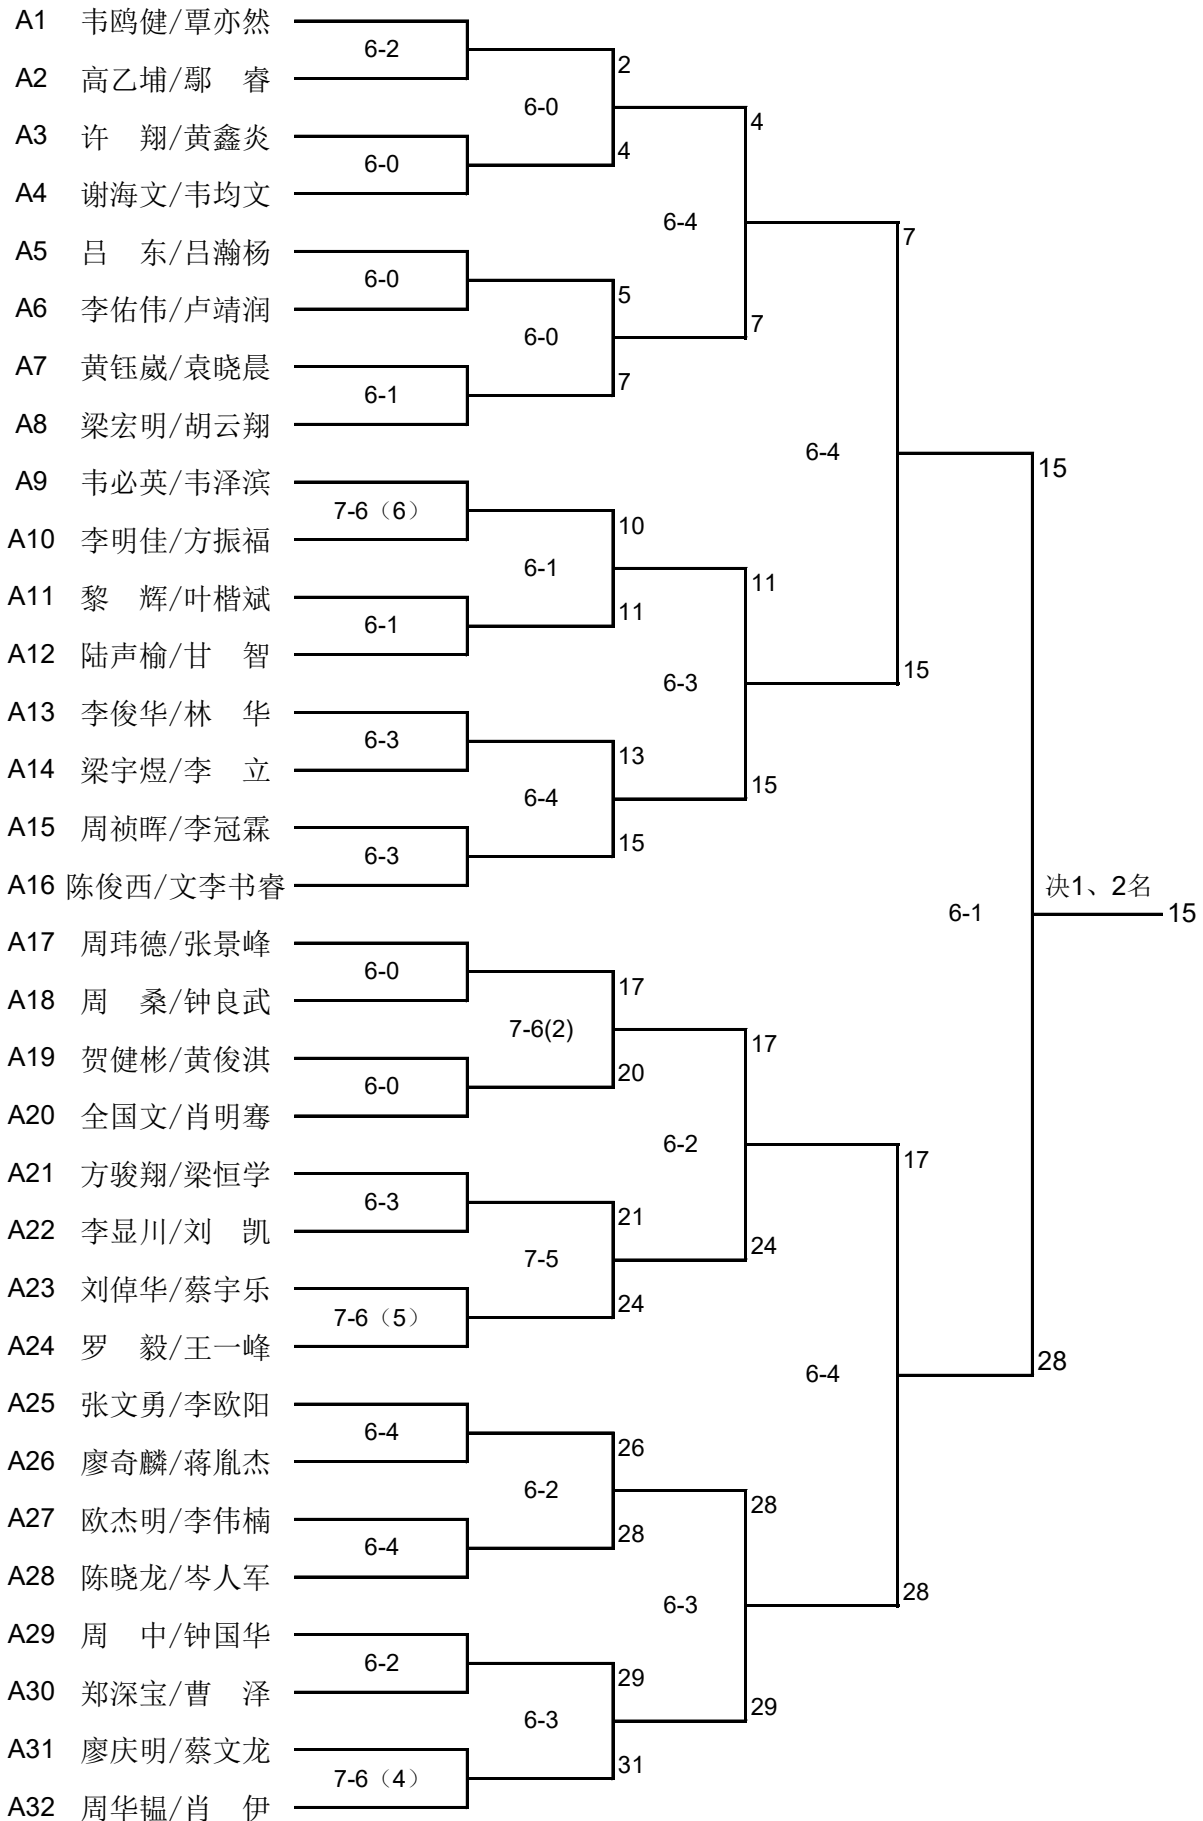 A1 韦鸥健/覃亦然
6-2
2
A2 高乙埔/鄢 睿
6-0
4
A3 许 翔/黄鑫炎
6-0
4
A4 谢海文/韦均文
6-4
7
A5 吕 东/吕瀚杨
6-0
5
A6 李佑伟/卢靖润
6-0
7
A7 黄钰崴/袁晓晨
6-1
7
A8 梁宏明/胡云翔
6-4
15
A9 韦必英/韦泽滨
7-6（6）
10
A10 李明佳/方振福
6-1
11
A11 黎 辉/叶楷斌
6-1
11
A12 陆声榆/甘 智
6-3
15
A13 李俊华/林 华
6-3
13
A14 梁宇煜/李 立
6-4
15
A15 周祯晖/李冠霖
6-3
15
A16 陈俊西/文李书睿
决1、2名
6-1
15
A17 周玮德/张景峰
6-0
17
A18 周 桑/钟良武
7-6(2)
17
A19 贺健彬/黄俊淇
6-0
20
A20 全国文/肖明骞
6-2
17
A21 方骏翔/梁恒学
6-3
21
A22 李显川/刘 凯
7-5
24
A23 刘倬华/蔡宇乐
7-6（5）
24
A24 罗 毅/王一峰
6-4
28
A25 张文勇/李欧阳
6-4
26
A26 廖奇麟/蒋胤杰
6-2
28
A27 欧杰明/李伟楠
6-4
28
A28 陈晓龙/岑人军
6-3
28
A29 周 中/钟国华
6-2
29
A30 郑深宝/曹 泽
6-3
29
A31 廖庆明/蔡文龙
7-6（4）
31
A32 周华韫/肖 伊